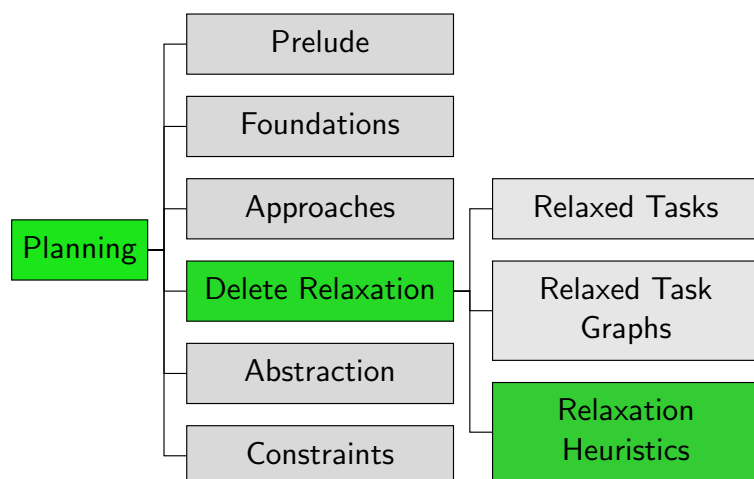 Prelude
Foundations
Approaches
Planning
Delete Relaxation
Abstraction
Constraints
Relaxed Tasks
Relaxed Task
Graphs
Relaxation
Heuristics